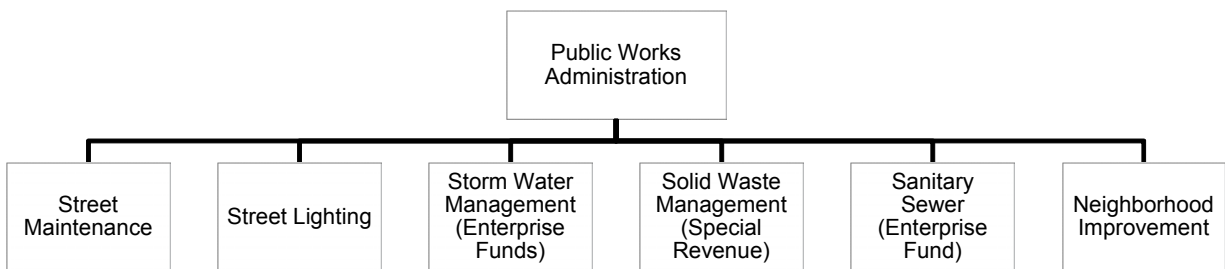 Public Works
Administration
Street
Maintenance
Street Lighting
Storm Water
Management
(Enterprise
Funds)
Solid Waste
Management
(Special
Revenue)
Sanitary
Sewer
(Enterprise
Fund)
Neighborhood
Improvement